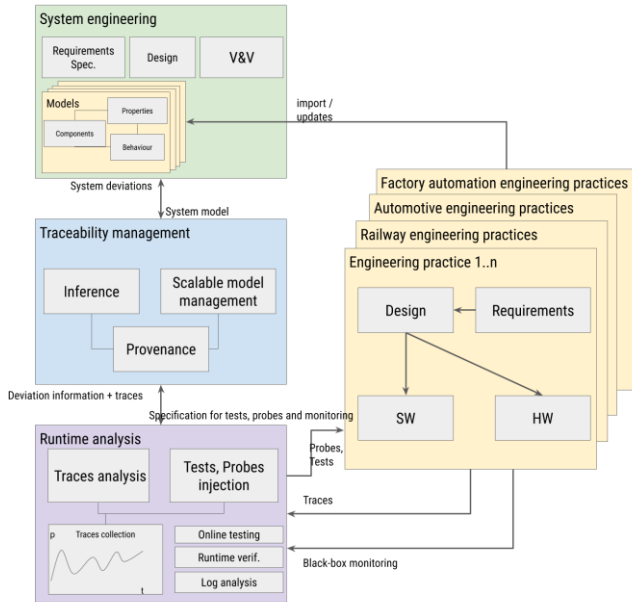 System engineering
Requirements
Spec.
Design
V&V
Models
Properties
Components
Behaviour
import /
updates
System deviations
System model
Traceability management
Inference
Scalable model
management
Provenance
Factory automation engineering practices
Automotive engineering practices
Railway engineering practices
Engineering practice 1..n
Design
Requirements
SW
HW
Deviation information + traces
Specification for tests, probes and monitoring
Runtime analysis
Traces analysis
Tests, Probes
injection
Probes,
Tests
Traces
p
Traces collection
t
Online testing
Runtime verif.
Log analysis
Black-box monitoring